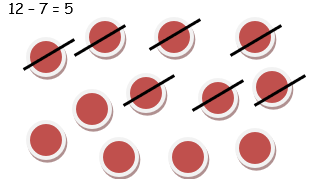 12 – 7 = 5